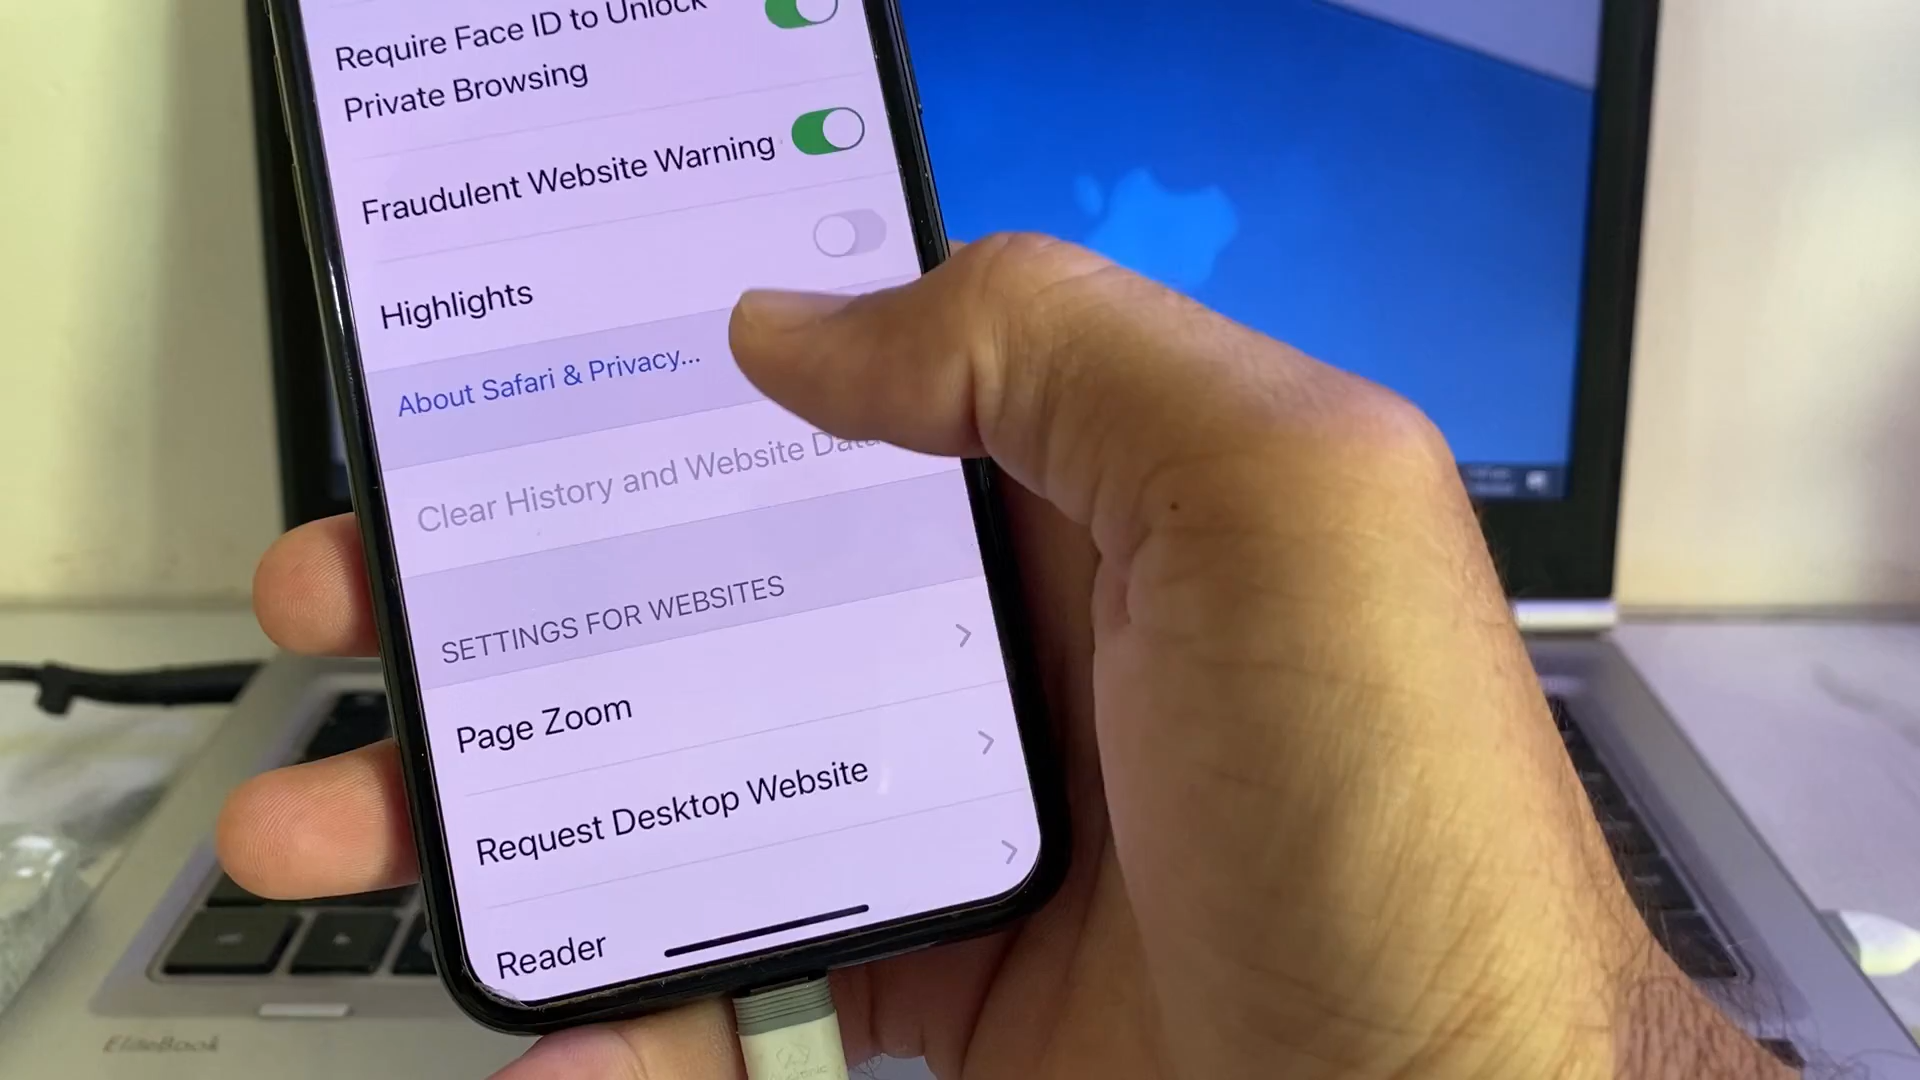 Require Face ID to Unlock
Private Browsing
Fraudulent Website Warning
Highlights
About Safari & Privacy...
Clear History and Website Data
SETTINGS FOR WEBSITES
Page Zoom
Request Desktop Website
Reader
EliteBook